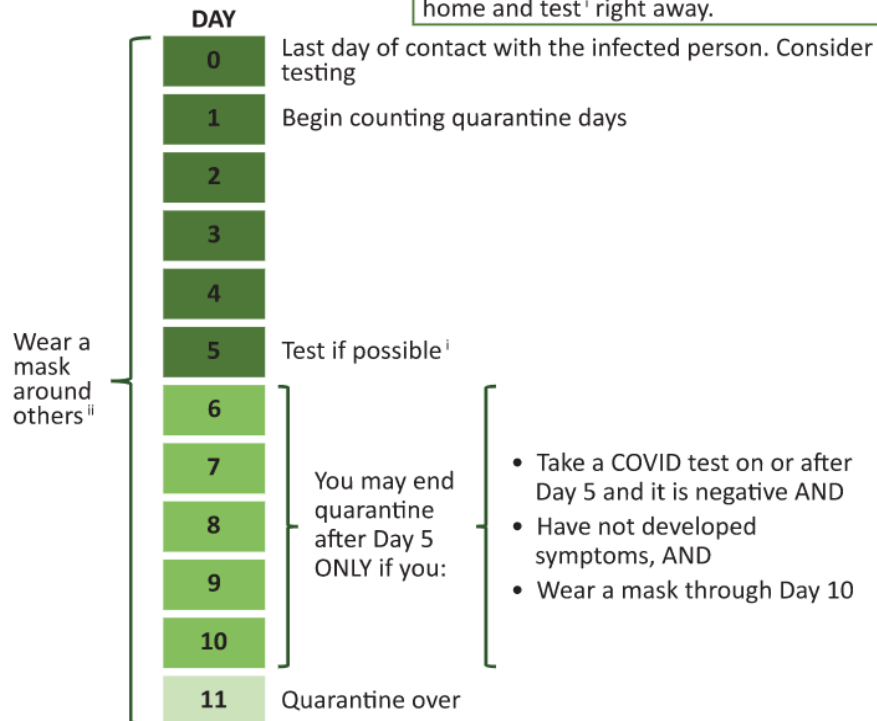 home and test i right away.
DAY
0
Last day of contact with the infected person. Consider
testing
1
Begin counting quarantine days
2
3
4
5
Test if possible i
Wear a
mask
around
others ii
6
7
8
9
10
You may end
quarantine
after Day 5
ONLY if you:
• Take a COVID test on or after
Day 5 and it is negative AND
• Have not developed
symptoms, AND
• Wear a mask through Day 10
11
Quarantine over